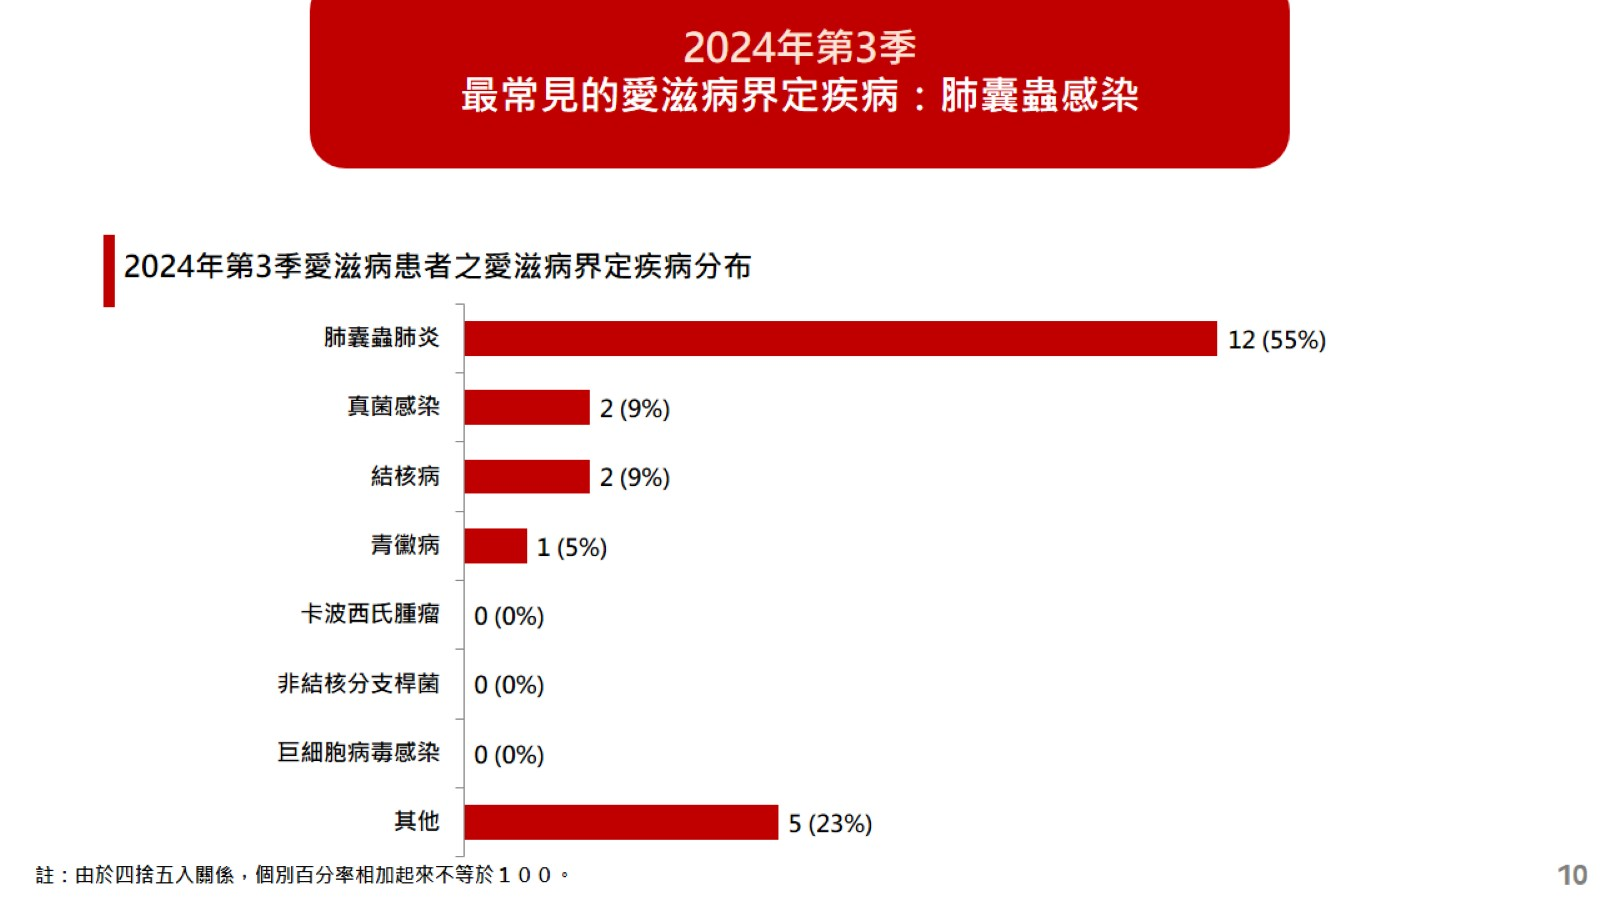 2024年第3季
最常見的愛滋病界定疾病：肺囊蟲感染
2024年第3季愛滋病患者之愛滋病界定疾病分布
肺囊蟲肺炎 12 (55%)
真菌感染 2 (9%)
結核病 2 (9%)
青黴病 1 (5%)
卡波西氏腫瘤 0 (0%)
非結核分支桿菌 0 (0%)
巨細胞病毒感染 0 (0%)
其他 5 (23%)
註：由於四捨五入關係，個別百分率相加起來不等於１００。
10